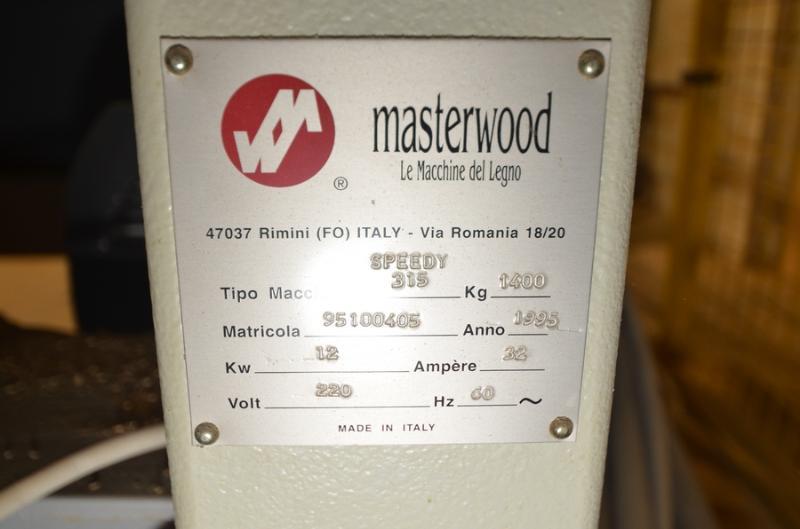 WM
®
masterwood
Le Macchine del Legno
47037 Rimini (FO) ITALY - Via Romania 18/20
SPEEDY
Tipo Macc 315 Kg 1400
Matricola 95100405 Anno 1995
Kw 12 Ampère 32
Volt 220 Hz 60 ~
MADE IN ITALY